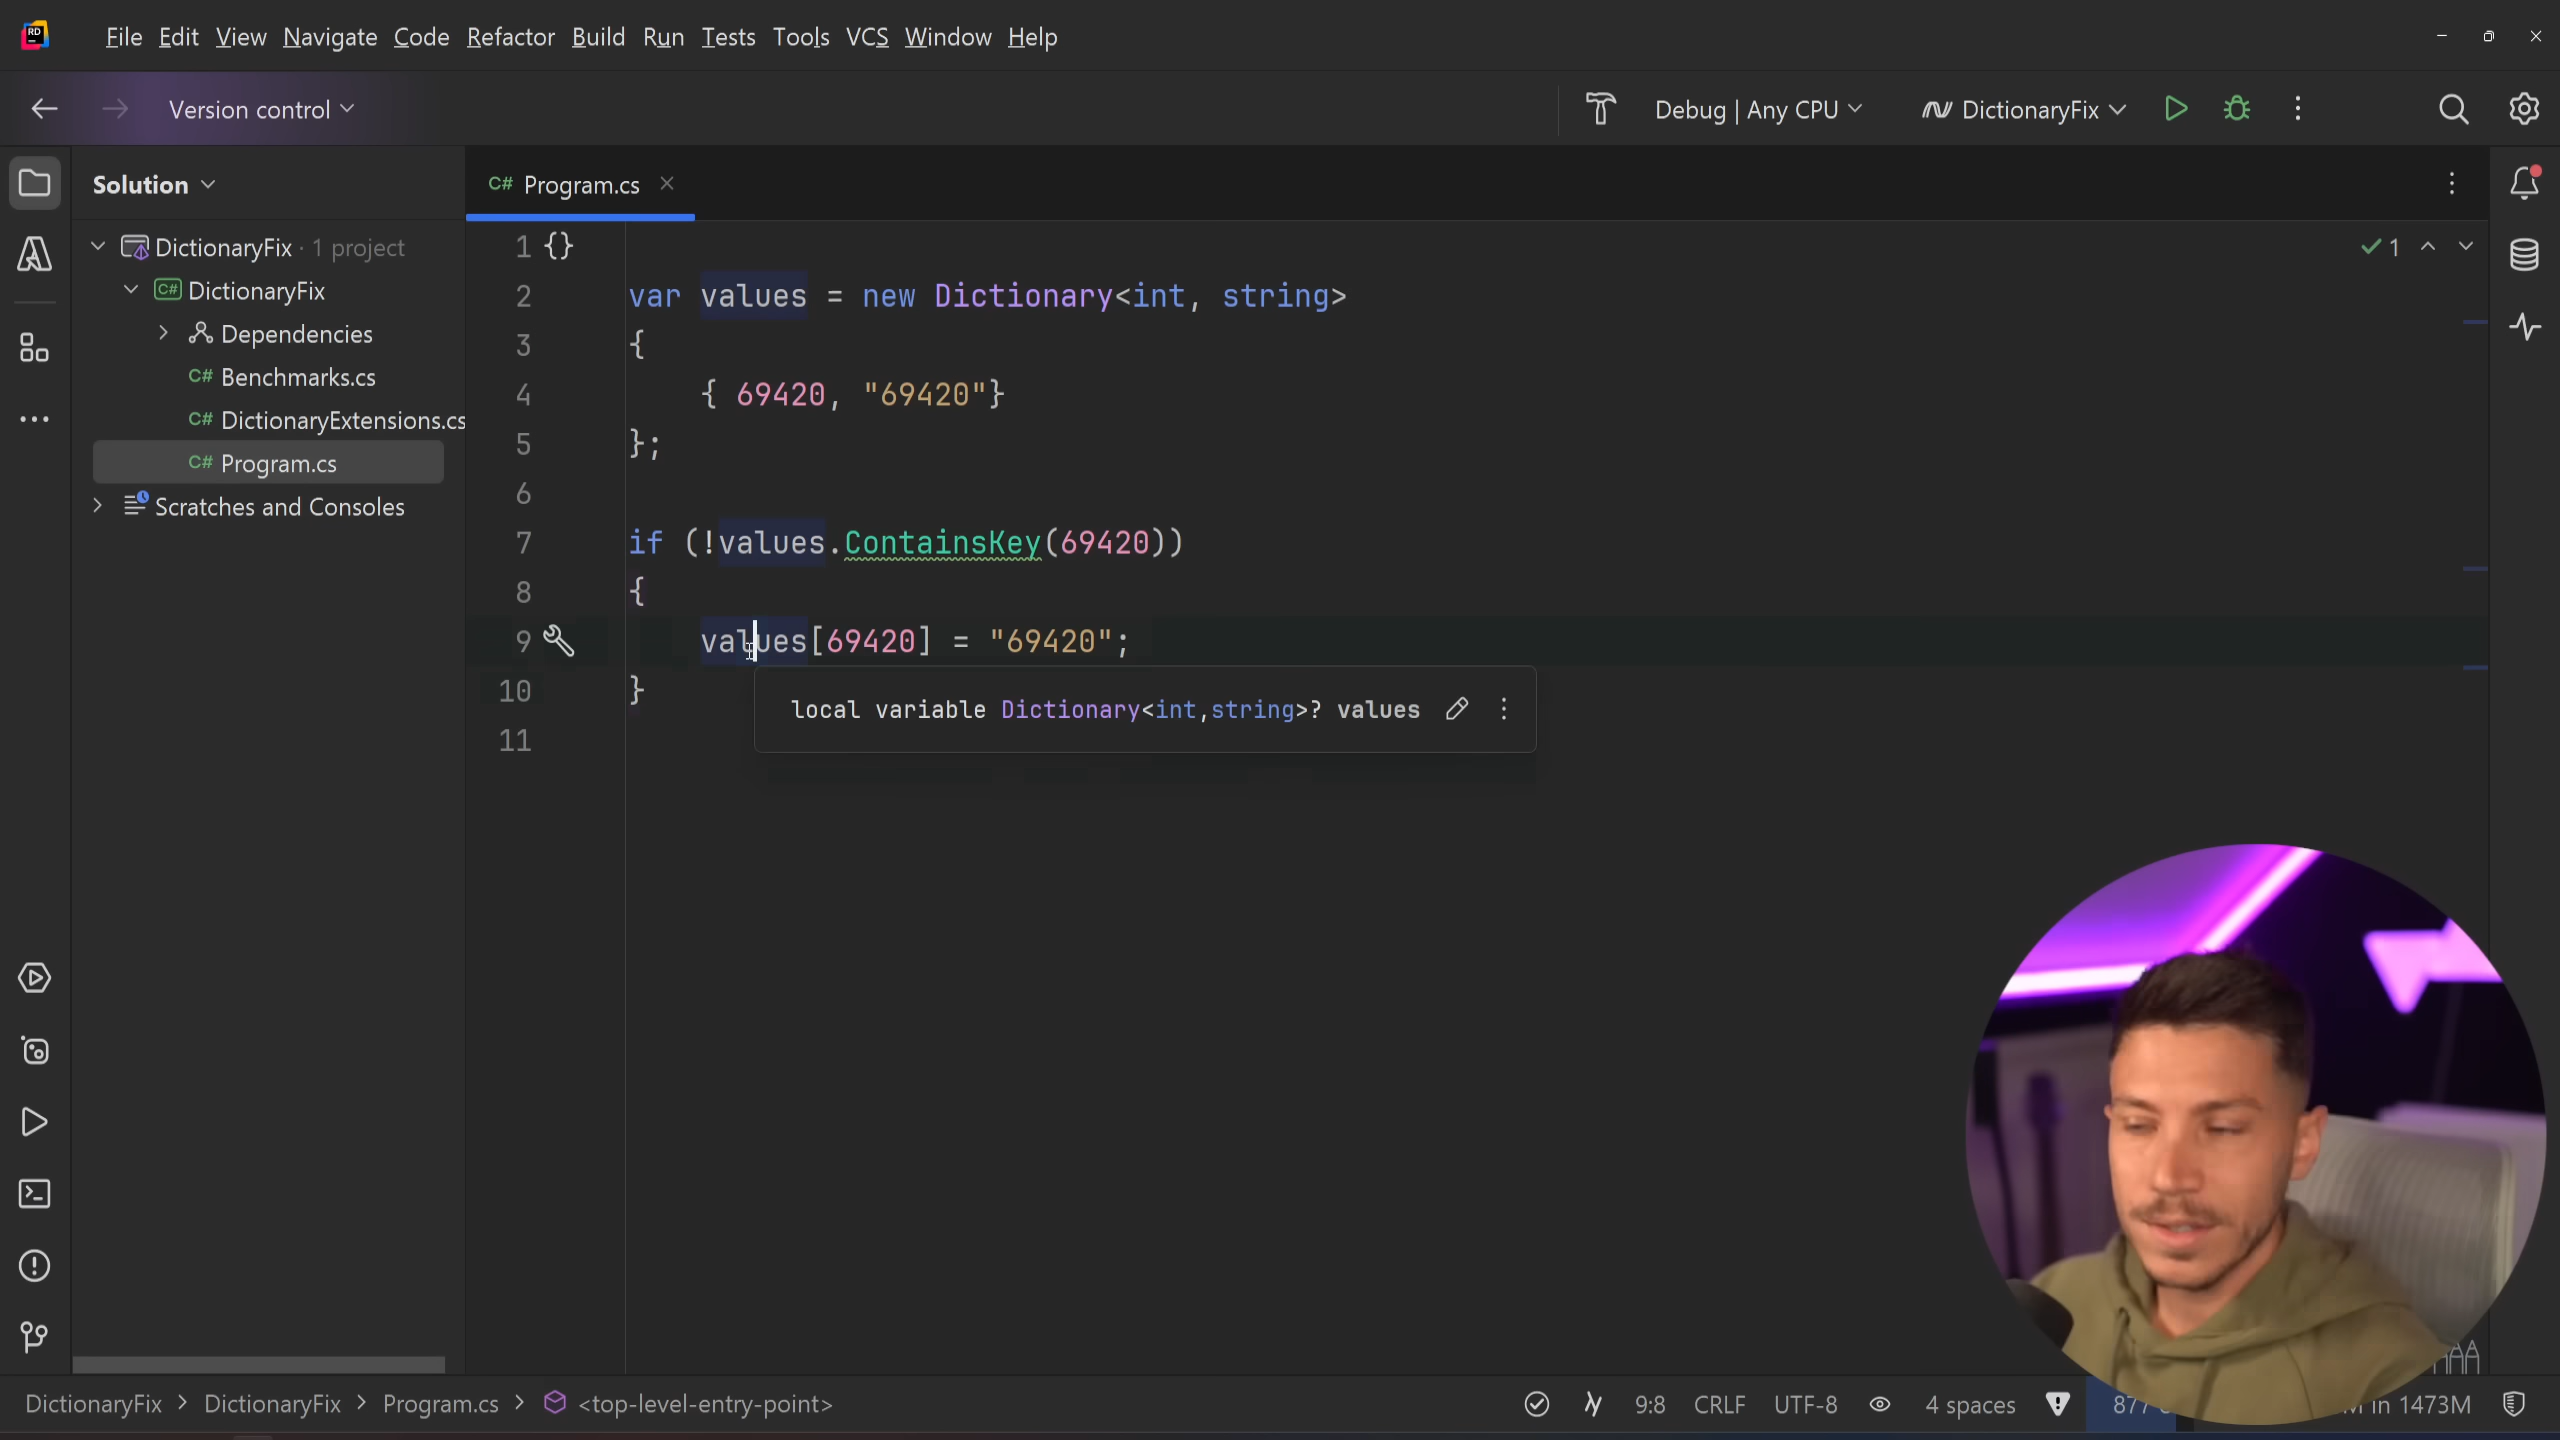 RD
File Edit View Navigate Code Refactor Build Run Tests Tools VCS Window Help
Version control
Debug | Any CPU
DictionaryFix
Solution
C# Program.cs
DictionaryFix · 1 project
C# DictionaryFix
Dependencies
C# Benchmarks.cs
C# DictionaryExtensions.cs
C# Program.cs
Scratches and Consoles
1 {}
1
2 var values = new Dictionary<int, string>
3 {
4 { 69420, "69420"}
5 };
6
7 if (!values.ContainsKey(69420))
8 {
9 values[69420] = "69420";
10 }
local variable Dictionary<int,string>? values
11
DictionaryFix > DictionaryFix > Program.cs > <top-level-entry-point>
9:8 CRLF UTF-8 4 spaces 877 in 1473M